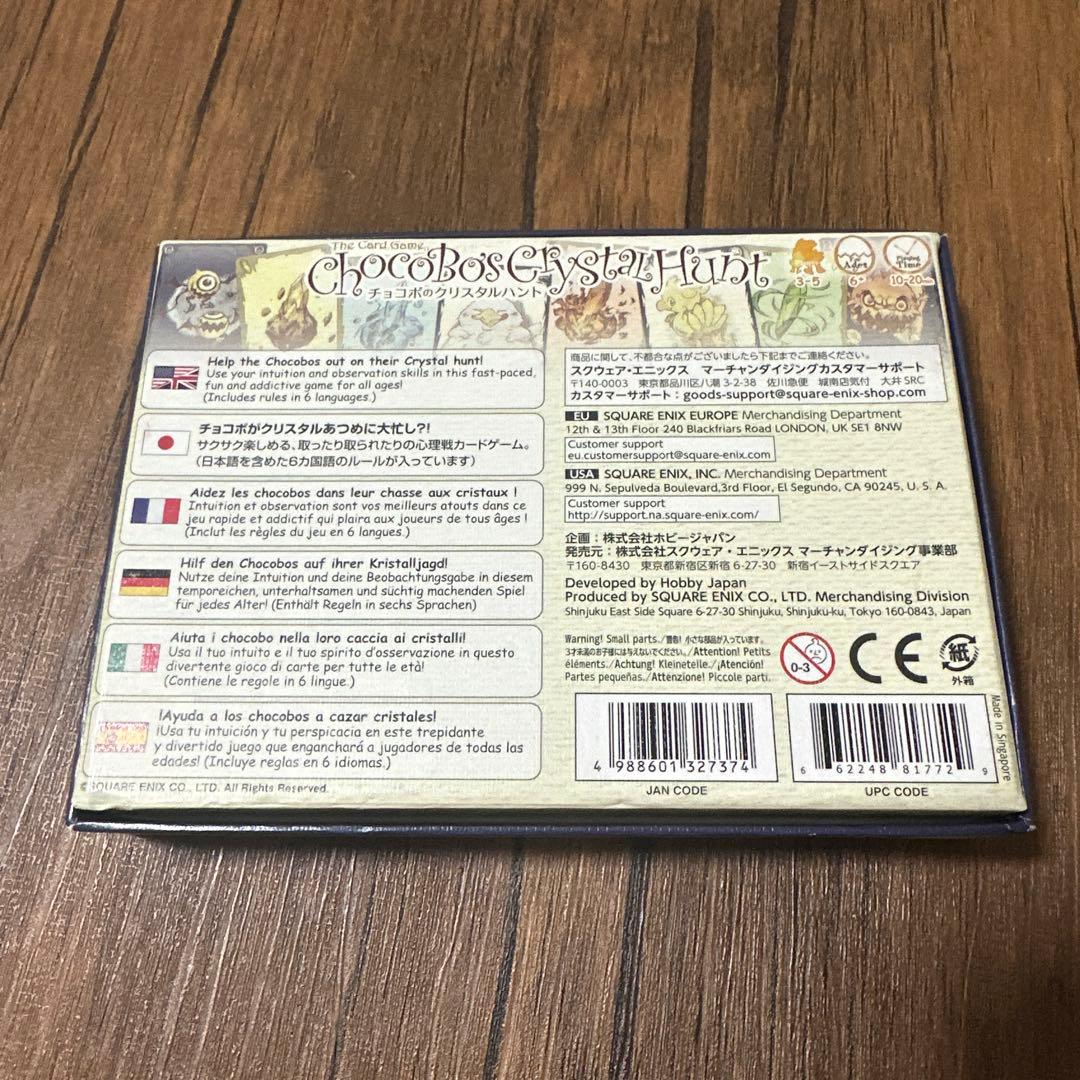 The Card Game
Chocobo's Crystal Hunt™
チョコボのクリスタルハント
3-5
6+
Playing Time
10-20min
Help the Chocobos out on their Crystal hunt!
Use your intuition and observation skills in this fast-paced,
fun and addictive game for all ages!
(Includes rules in 6 languages.)
チョコボがクリスタルあつめに大忙し?!
サクサク楽しめる、取ったり取られたりの心理戦カードゲーム。
(日本語を含めた6カ国語のルールが入っています)
Aidez les chocobos dans leur chasse aux cristaux !
Intuition et observation sont vos meilleurs atouts dans ce
jeu rapide et addictif qui plaira aux joueurs de tous âges !
(Inclut les règles du jeu en 6 langues.)
Hilf den Chocobos auf ihrer Kristalljagd!
Nutze deine Intuition und deine Beobachtungsgabe in diesem
temporeichen, unterhaltsamen und süchtig machenden Spiel
für jedes Alter! (Enthält Regeln in sechs Sprachen)
Aiuta i chocobo nella loro caccia ai cristalli!
Usa il tuo intuito e il tuo spirito d'osservazione in questo
divertente gioco di carte per tutte le età!
(Contiene le regole in 6 lingue.)
¡Ayuda a los chocobos a cazar cristales!
¡Usa tu intuición y tu perspicacia en este trepidante
y divertido juego que enganchará a jugadores de todas las
edades! (Incluye reglas en 6 idiomas.)
©SQUARE ENIX CO., LTD. All Rights Reserved.
商品に関して、不都合な点がございましたら下記までご連絡ください。
スクウェア・エニックス マーチャンダイジングカスタマーサポート
〒140-0003 東京都品川区八潮 3-2-38 佐川急便 城南店気付 大井 SRC
カスタマーサポート：goods-support@square-enix-shop.com
EU SQUARE ENIX EUROPE Merchandising Department
12th & 13th Floor 240 Blackfriars Road LONDON, UK SE1 8NW
Customer support
eu.customersupport@square-enix.com
USA SQUARE ENIX, INC. Merchandising Department
999 N. Sepulveda Boulevard,3rd Floor, El Segundo, CA 90245, U. S. A.
Customer Support
http://support.na.square-enix.com/
企画：株式会社ホビージャパン
発売元：株式会社スクウェア・エニックス マーチャンダイジング事業部
〒160-8430 東京都新宿区新宿 6-27-30 新宿イーストサイドスクエア
Developed by Hobby Japan
Produced by SQUARE ENIX CO., LTD. Merchandising Division
Shinjuku East Side Square 6-27-30 Shinjuku, Shinjuku-ku, Tokyo 160-0843, Japan
Warning! Small parts./警告! 小さな部品が入っています。
3才未満のお子様には与えないでください。/Attention! Petits
éléments./Achtung! Kleinteile./¡Atención!
Partes pequeñas./Attenzione! Piccole parti.
0-3
CE
紙
外箱
4 988601 327374
JAN CODE
6 62248 81772 9
UPC CODE
Made in Singapore